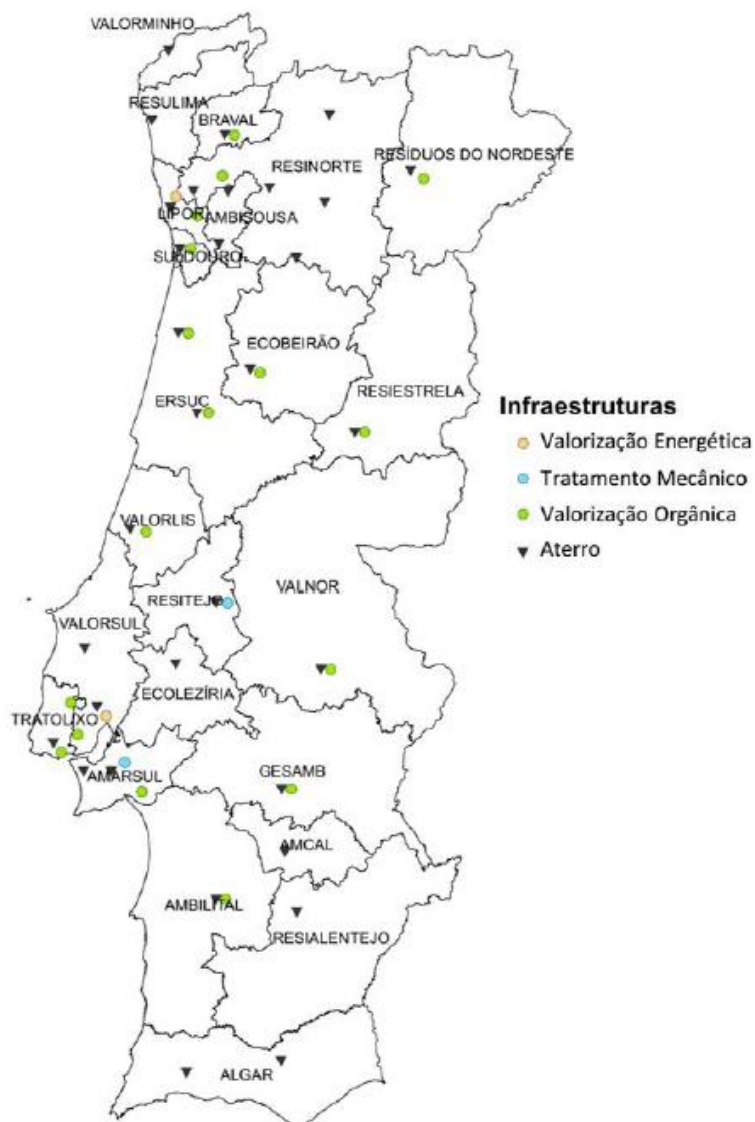 VALORMINHO
RESULIMA
BRAVAL
RESÍDUOS DO NORDESTE
RESINORTE
LIPOR
AMBISOUSA
SULDOURO
ECOBEIRÃO
RESIESTRELA
ERSUC
Infraestruturas
Valorização Energética
Tratamento Mecânico
Valorização Orgânica
Aterro
VALORLIS
VALNOR
RESITEJO
VALORSUL
ECOLEZÍRIA
TRATOLIXO
AMARSUL
GESAMB
AMCAL
AMBILITAL
RESIALENTEJO
ALGAR